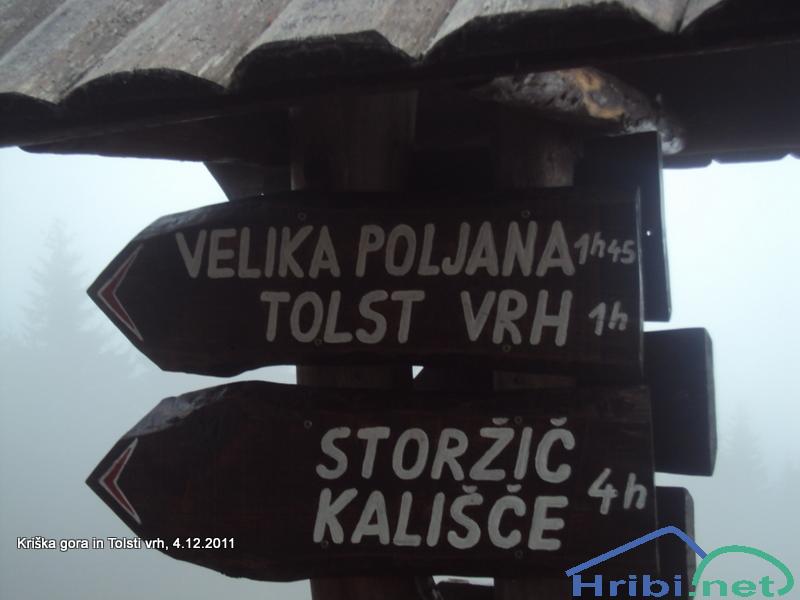 VELIKA POLJANA 1h45
TOLST VRH 1h
STORŽIČ
KALIŠČE 4h
Kriška gora in Tolsti vrh, 4.12.2011
Hribi.net